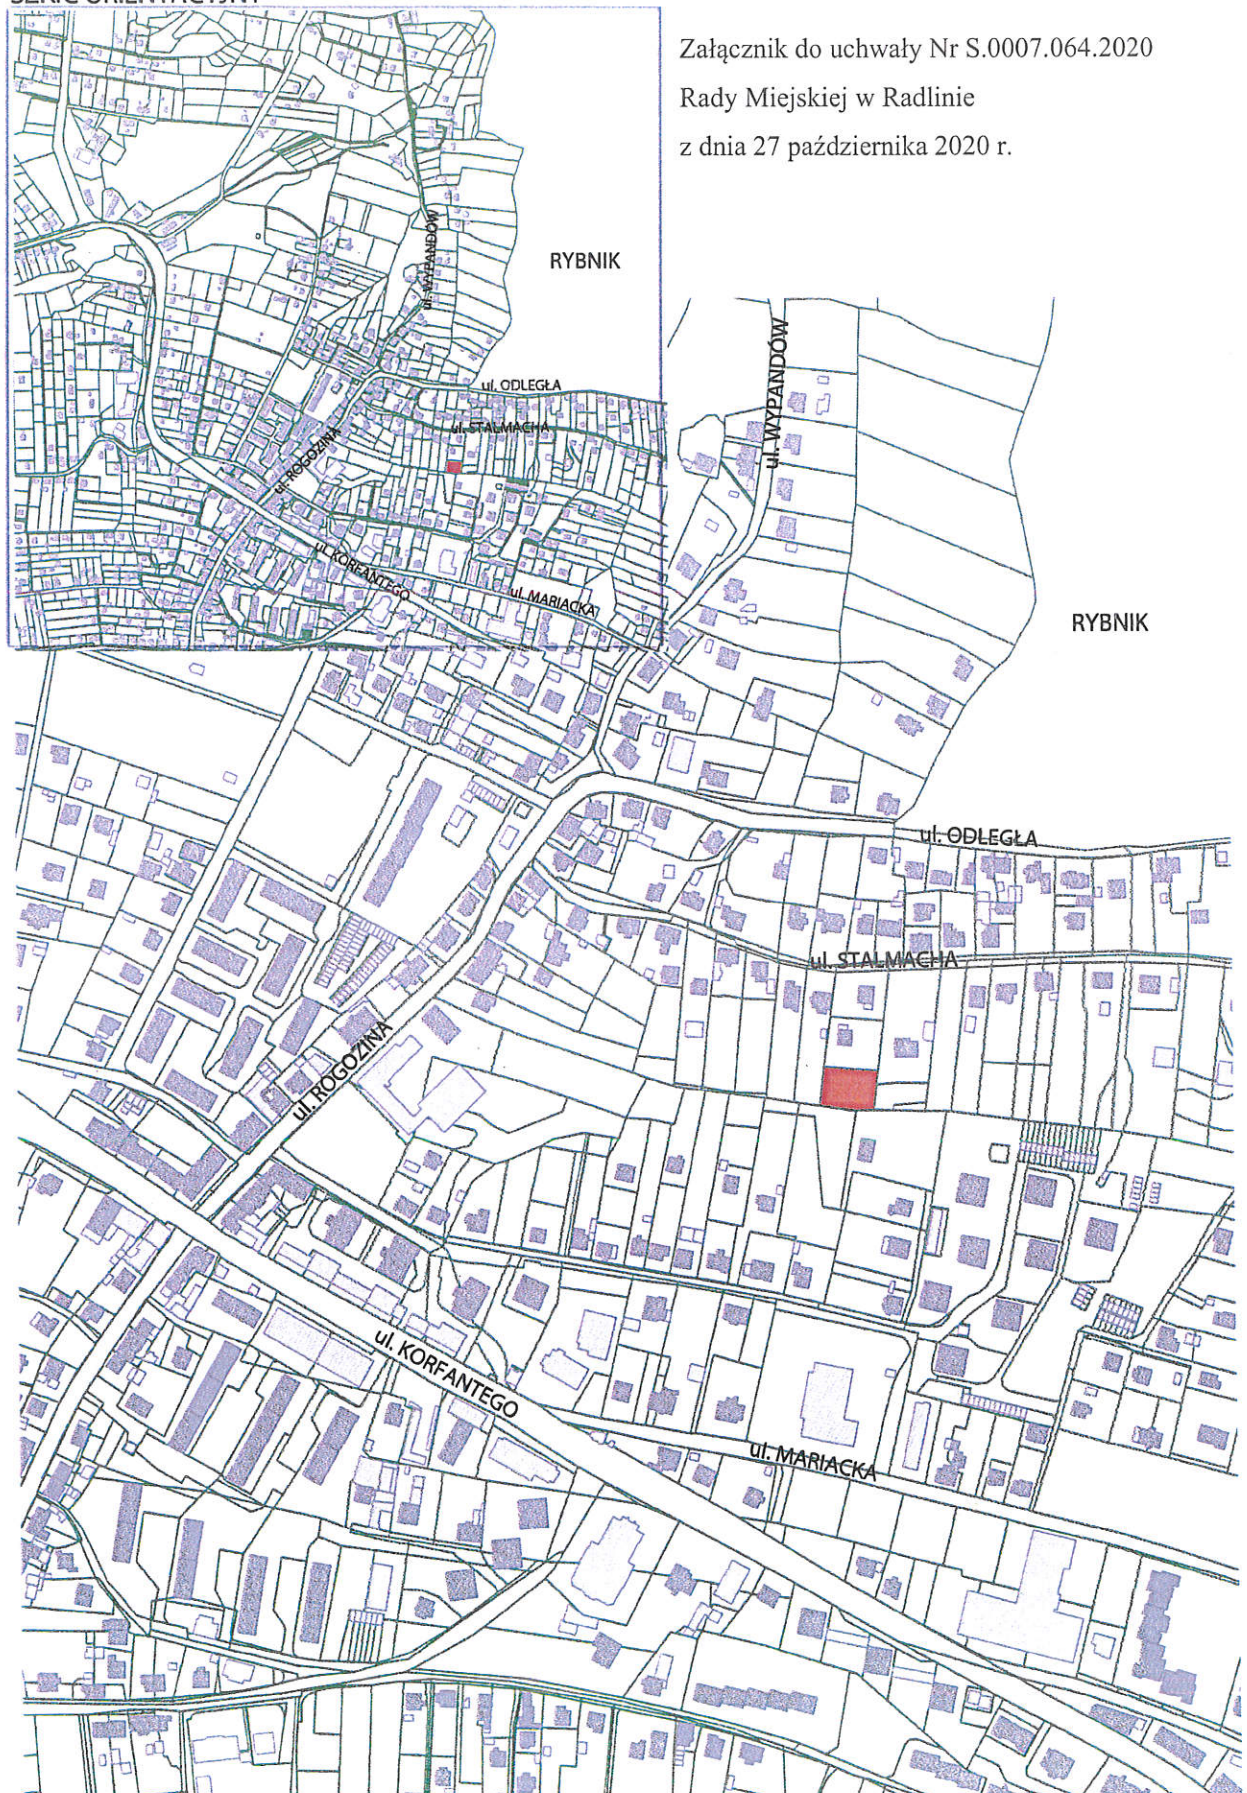 SZKIC ORIENTACYJNY
Załącznik do uchwały Nr S.0007.064.2020
Rady Miejskiej w Radlinie
z dnia 27 października 2020 r.
RYBNIK
ul. WYPANDÓW
ul. ODLEGŁA
ul. STALMACHA
ul. ROGOZINA
ul. KORFANTEGO
ul. MARIACKA
ul. WYPANDÓW
RYBNIK
ul. ODLEGŁA
ul. STALMACHA
ul. ROGOZINA
ul. KORFANTEGO
ul. MARIACKA